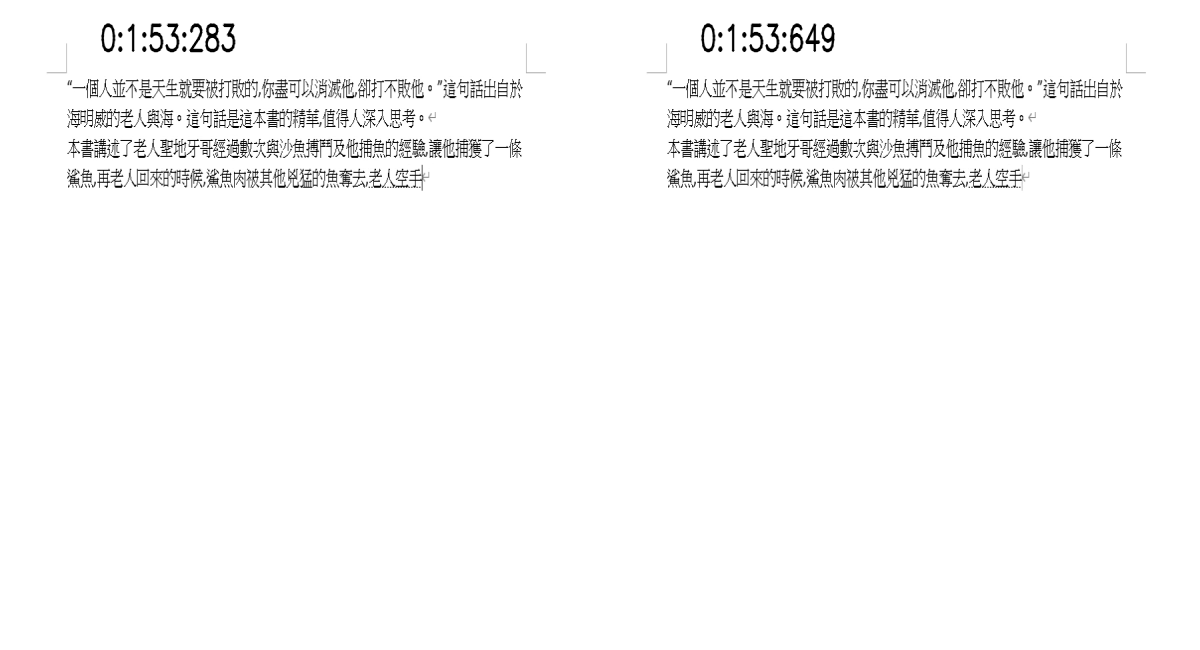 0:1:53:283
“一個人並不是天生就要被打敗的,你盡可以消滅他,卻打不敗他。”這句話出自於
海明威的老人與海。這句話是這本書的精華,值得人深入思考。
本書講述了老人聖地牙哥經過數次與沙魚搏鬥及他捕魚的經驗,讓他捕獲了一條
鯊魚,再老人回來的時候,鯊魚肉被其他兇猛的魚奪去,老人空手
0:1:53:649
“一個人並不是天生就要被打敗的,你盡可以消滅他,卻打不敗他。”這句話出自於
海明威的老人與海。這句話是這本書的精華,值得人深入思考。
本書講述了老人聖地牙哥經過數次與沙魚搏鬥及他捕魚的經驗,讓他捕獲了一條
鯊魚,再老人回來的時候,鯊魚肉被其他兇猛的魚奪去,老人空手